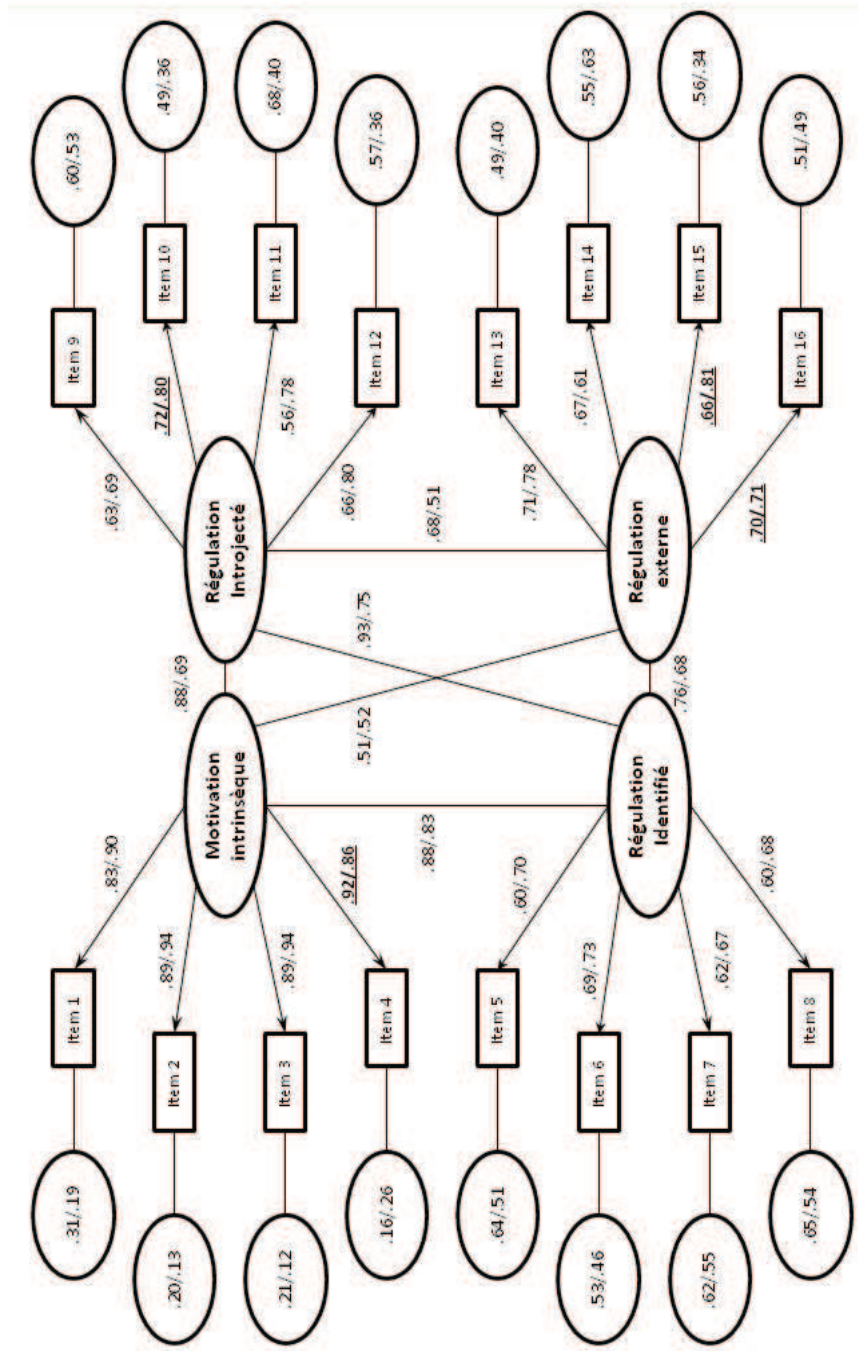 .31/.19
Item 1
.83/.90
.20/.13
Item 2
.89/.94
.21/.12
Item 3
.89/.94
.16/.26
Item 4
.92/.86
Motivation
intrinsèque
.88/.69
Régulation
Introjecté
.63/.69
Item 9
.60/.53
.72/.80
Item 10
.49/.36
.56/.78
Item 11
.68/.40
.66/.80
Item 12
.57/.36
.88/.83
.51/.52
.93/.75
.68/.51
.64/.51
Item 5
.60/.70
.53/.46
Item 6
.69/.73
.62/.55
Item 7
.62/.67
.65/.54
Item 8
.60/.68
Régulation
Identifié
.76/.68
Régulation
externe
.71/.78
Item 13
.49/.40
.67/.61
Item 14
.55/.63
.66/.81
Item 15
.56/.34
.70/.71
Item 16
.51/.49